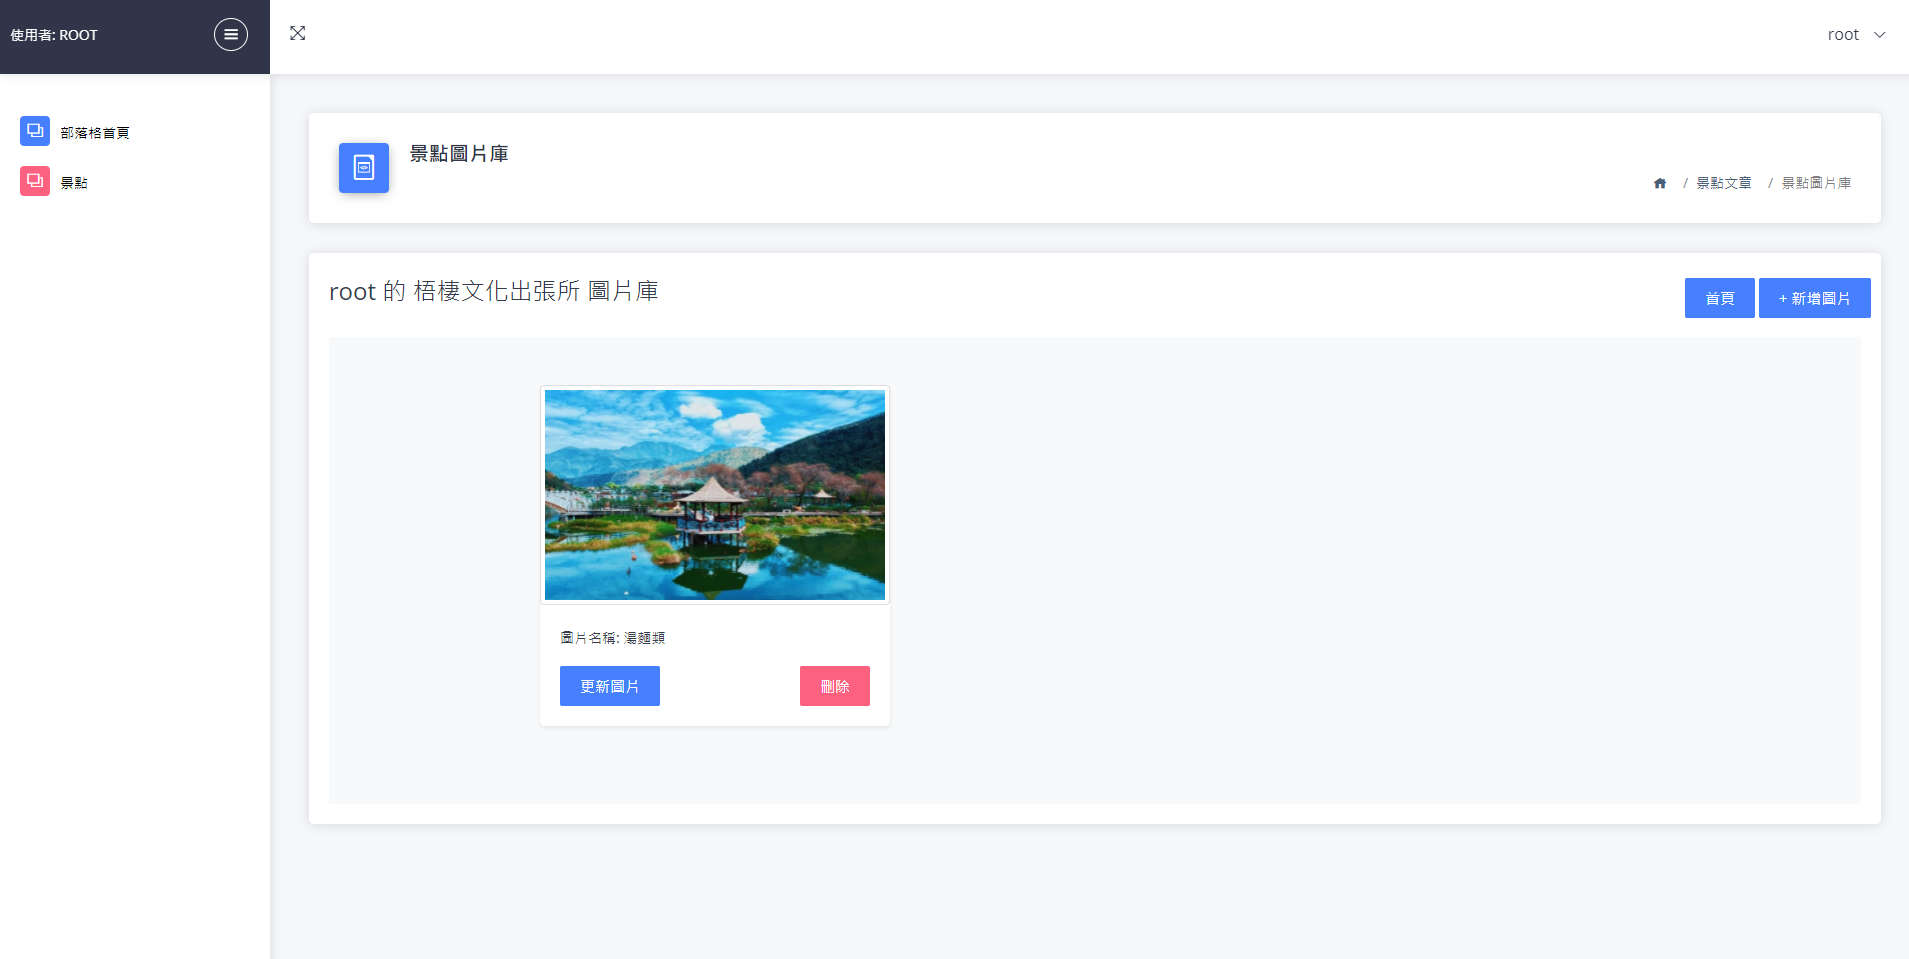 使用者: ROOT
root
部落格首頁
景點
景點圖片庫
/ 景點文章 / 景點圖片庫
root 的 梧棲文化出張所 圖片庫
首頁
+ 新增圖片
圖片名稱: 湯麵類
更新圖片
刪除